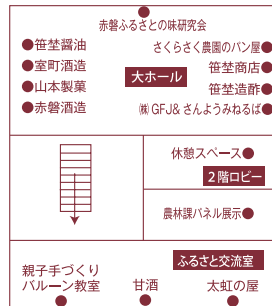 赤磐ふるさとの味研究会
●笹埜醤油
●室町酒造
●山本製菓
●赤磐酒造
大ホール
さくらさく農園のパン屋●
笹埜商店●
笹埜造酢●
㈱GFJ&さんようみねるば●
休憩スペース●
2階ロビー
農林課パネル展示●
ふるさと交流室
親子手づくり
バルーン教室
甘酒
太虹の屋